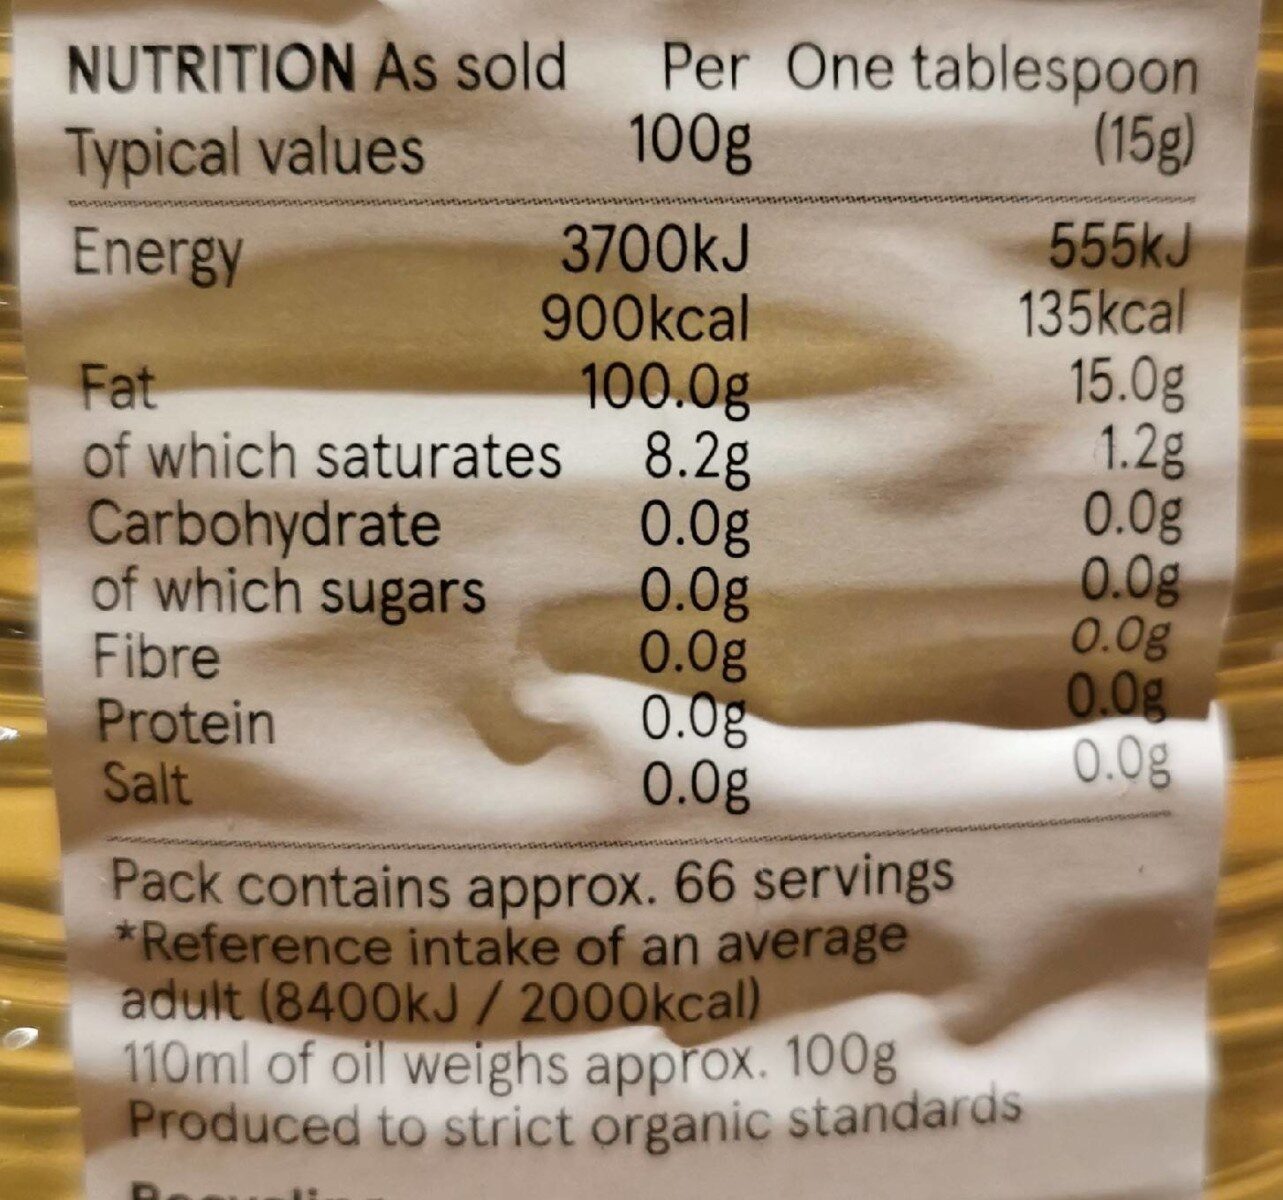 NUTRITION As sold Per One tablespoon
Typical values 100g (15g)
Energy 3700kJ 555kJ
900kcal 135kcal
Fat 100.0g 15.0g
of which saturates 8.2g 1.2g
Carbohydrate 0.0g 0.0g
of which sugars 0.0g 0.0g
Fibre 0.0g 0.0g
Protein 0.0g 0.0g
Salt 0.0g 0.0g
Pack contains approx. 66 servings
*Reference intake of an average
adult (8400kJ / 2000kcal)
110ml of oil weighs approx. 100g
Produced to strict organic standards